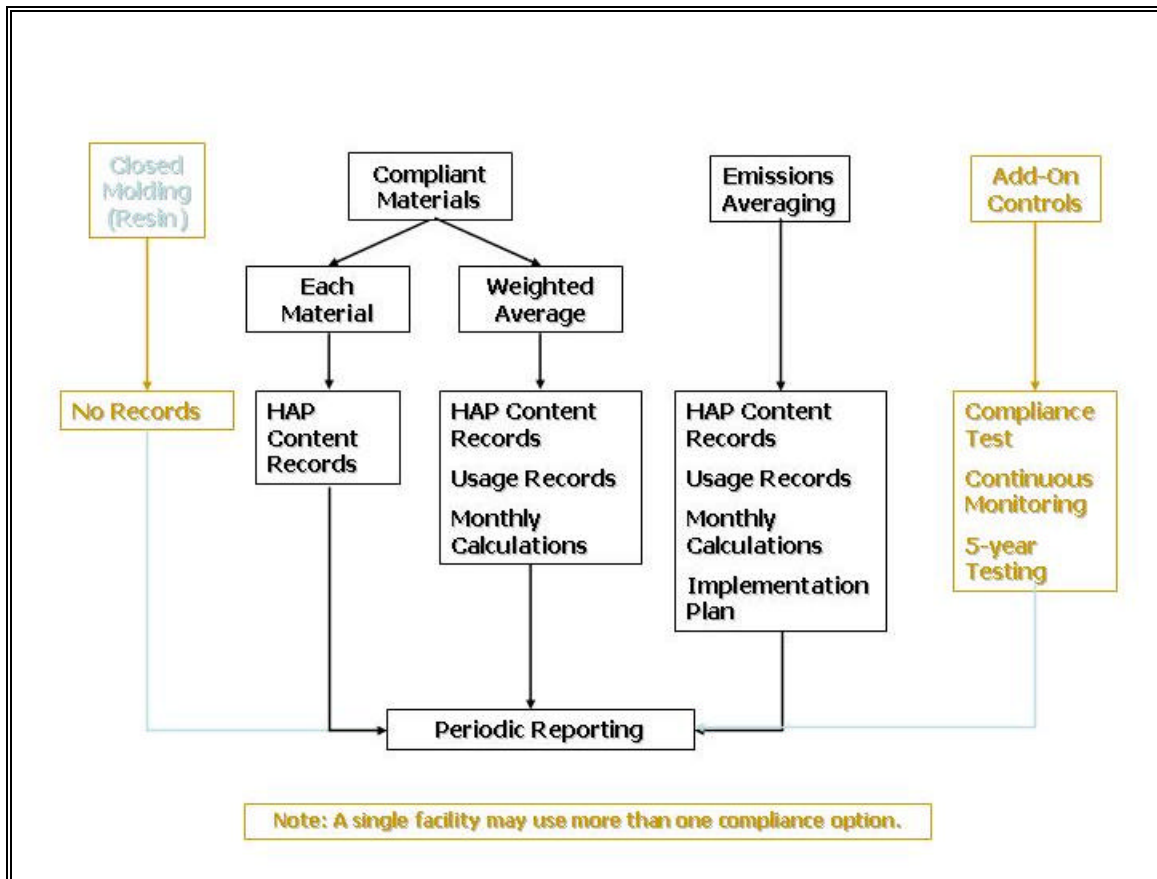 Closed
Molding
(Resin)
Compliant
Materials
Emissions
Averaging
Add-On
Controls
Each
Material
Weighted
Average
No Records
HAP
Content
Records
HAP Content
Records
Usage Records
Monthly
Calculations
HAP Content
Records
Usage Records
Monthly
Calculations
Implementation
Plan
Compliance
Test
Continuous
Monitoring
5-year
Testing
Periodic Reporting
Note: A single facility may use more than one compliance option.